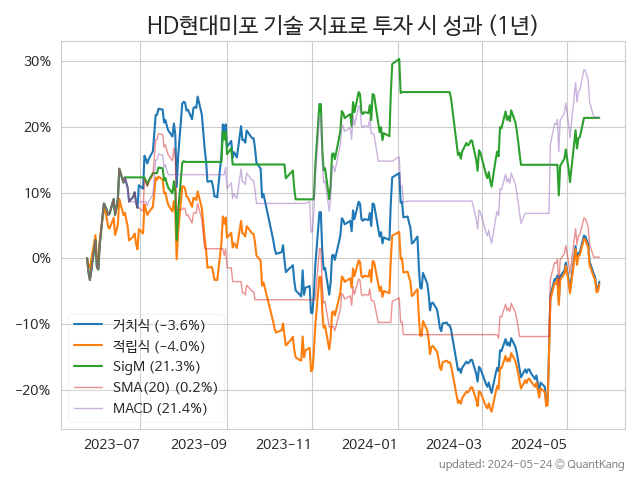 HD현대미포 기술 지표로 투자 시 성과 (1년)
30%
20%
10%
0%
−10%
−20%
거치식 (−3.6%)
적립식 (−4.0%)
SigM (21.3%)
SMA(20) (0.2%)
MACD (21.4%)
2023−07 2023−09 2023−11 2024−01 2024−03 2024−05
updated: 2024−05−24 © QuantKang